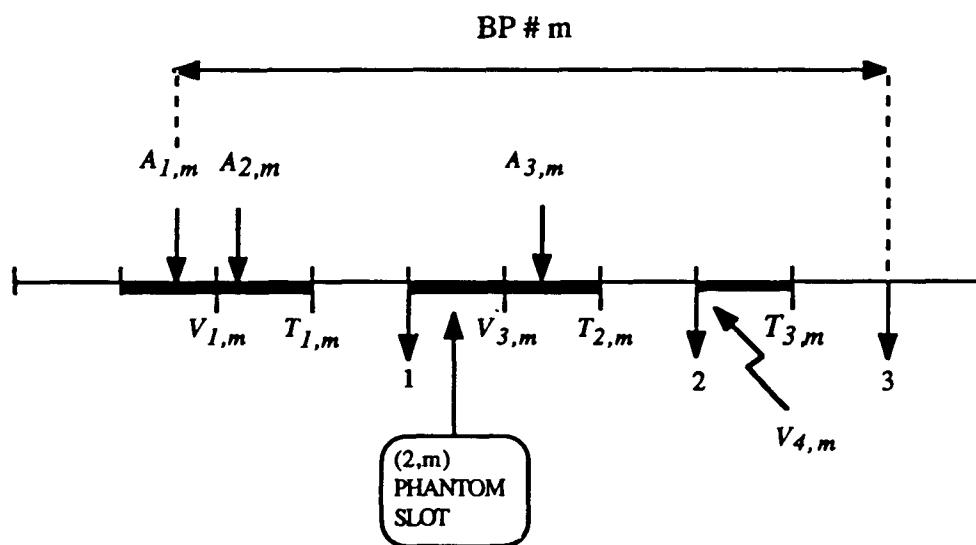 BP # m
A1,m A2,m A3,m
V1,m T1,m V3,m T2,m T3,m
1 2 3
V4,m
(2,m)
PHANTOM
SLOT